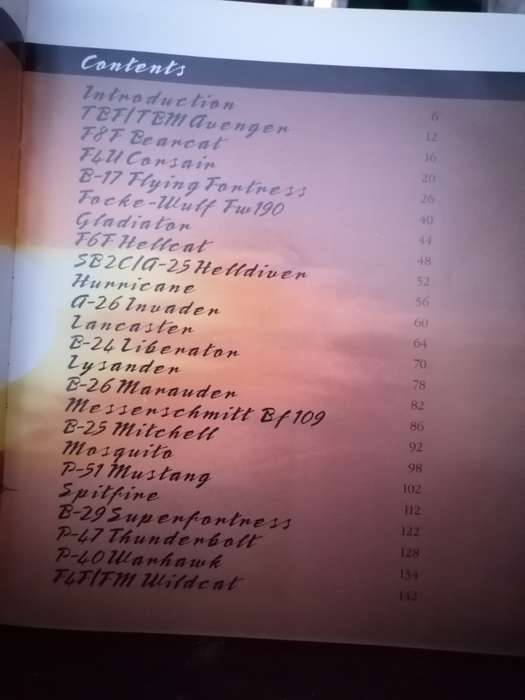 Contents
Introduction 6
TBF/TBM Avenger 12
F8F Bearcat 16
F4U Corsair 20
B-17 Flying Fortress 26
Focke-Wulf Fw190 40
Gladiator 44
F6F Hellcat 48
SB2C/A-25 Helldiver 52
Hurricane 56
A-26 Invader 60
Lancaster 64
B-24 Liberator 70
Lysander 78
B-26 Marauder 82
Messerschmitt Bf109 86
B-25 Mitchell 92
Mosquito 98
P-51 Mustang 102
Spitfire 112
B-29 Superfortress 122
P-47 Thunderbolt 128
P-40 Warhawk 134
F4F/FM Wildcat 142